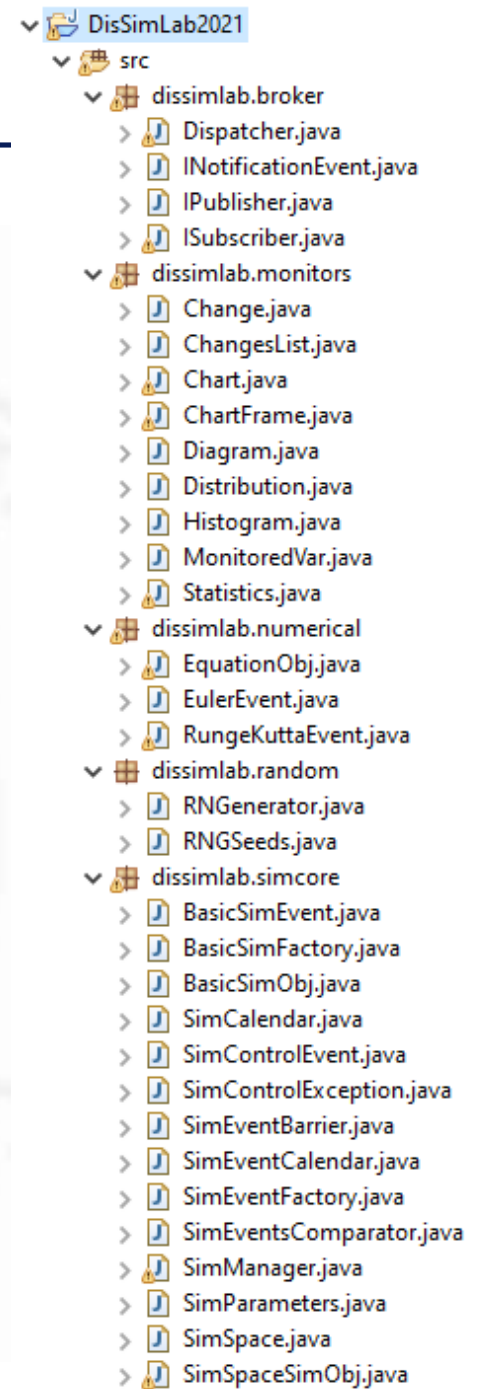 DisSimLab2021
src
dissimlab.broker
Dispatcher.java
INotificationEvent.java
IPublisher.java
ISubscriber.java
dissimlab.monitors
Change.java
ChangesList.java
Chart.java
ChartFrame.java
Diagram.java
Distribution.java
Histogram.java
MonitoredVar.java
Statistics.java
dissimlab.numerical
EquationObj.java
EulerEvent.java
RungeKuttaEvent.java
dissimlab.random
RNGenerator.java
RNGSeeds.java
dissimlab.simcore
BasicSimEvent.java
BasicSimFactory.java
BasicSimObj.java
SimCalendar.java
SimControlEvent.java
SimControlException.java
SimEventBarrier.java
SimEventCalendar.java
SimEventFactory.java
SimEventsComparator.java
SimManager.java
SimParameters.java
SimSpace.java
SimSpaceSimObj.java